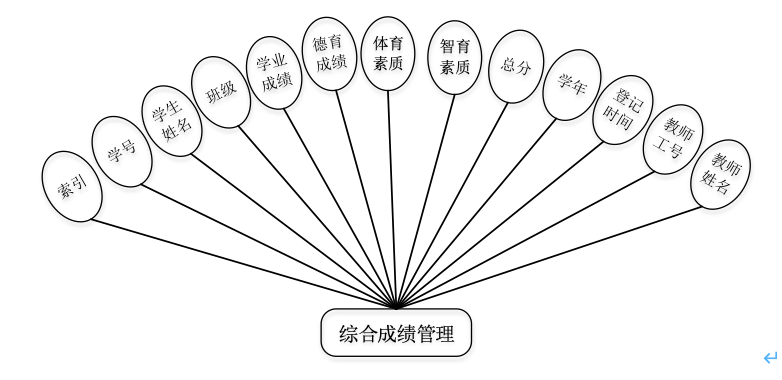 索引
学号
学生
姓名
班级
学业
成绩
德育
成绩
体育
素质
智育
素质
总分
学年
登记
时间
教师
工号
教师
姓名
综合成绩管理